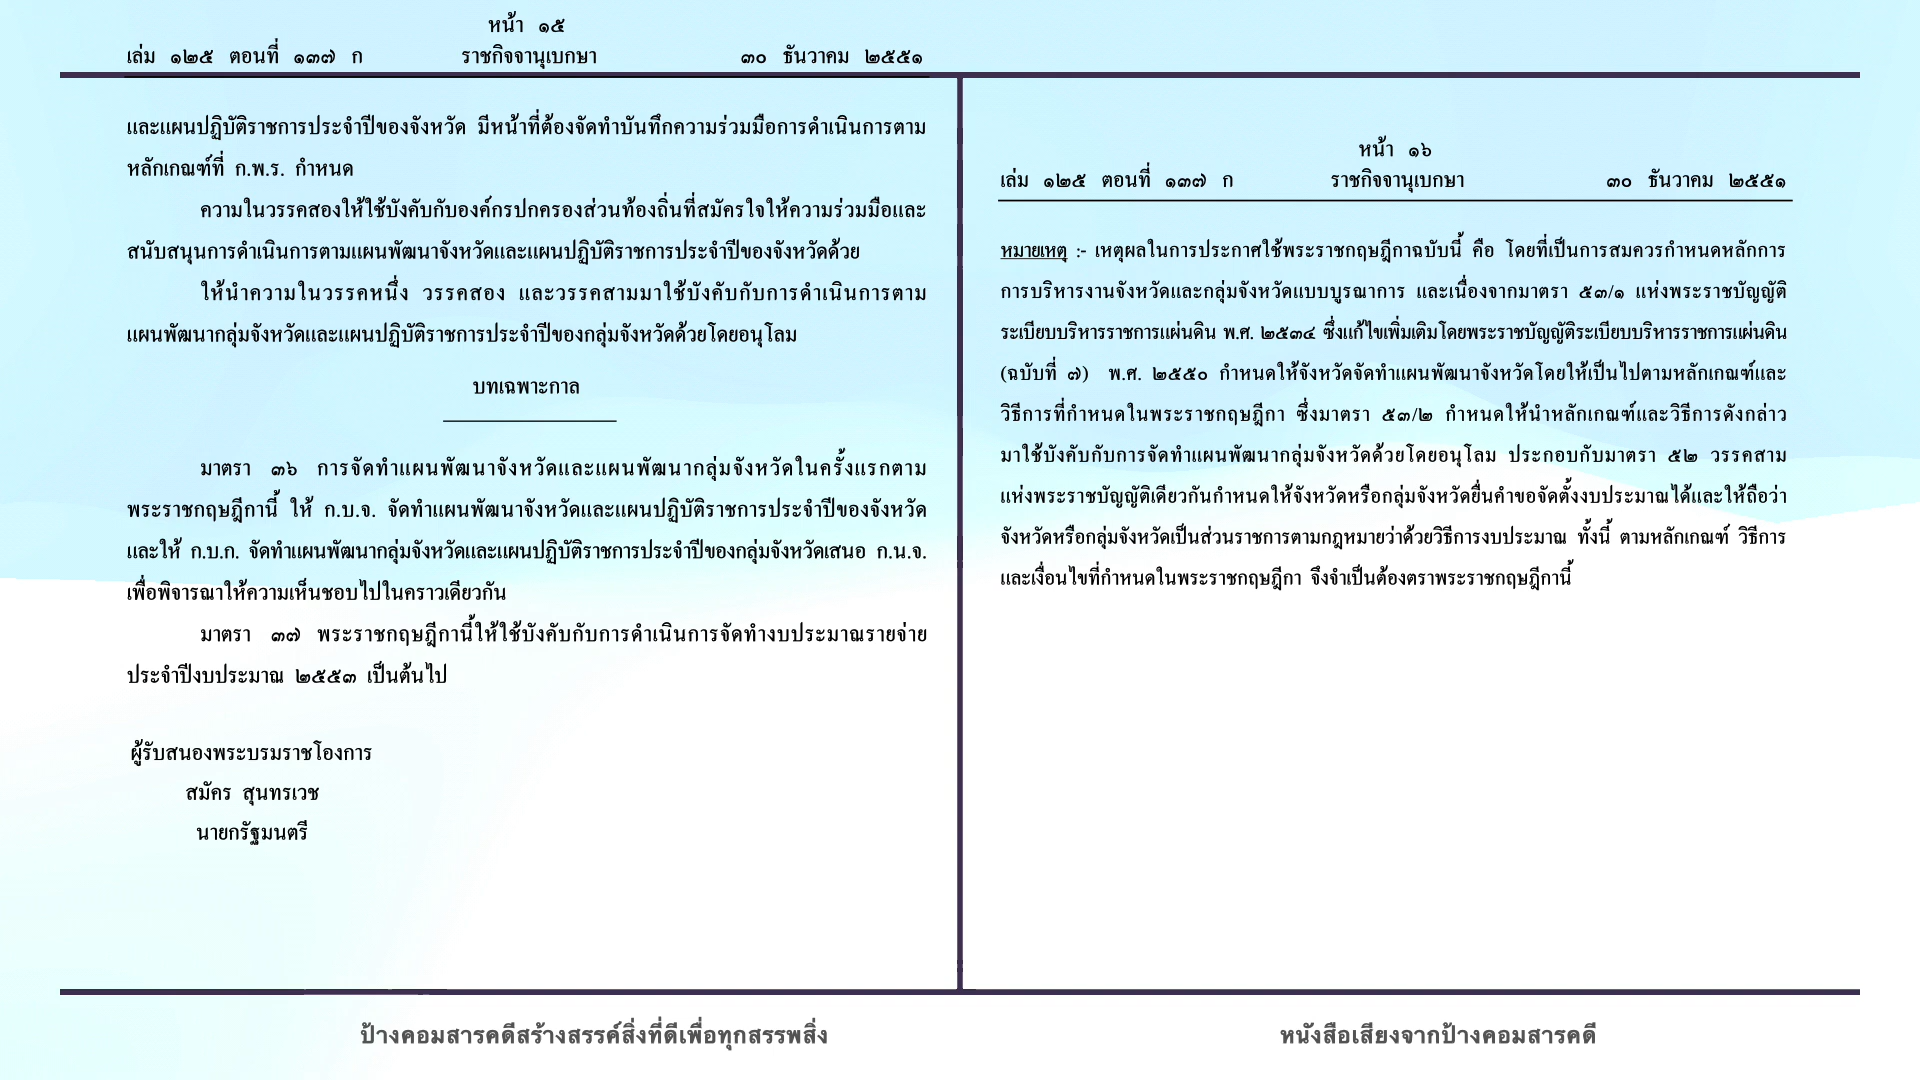 หน้า ๑๕
เล่ม ๑๒๕ ตอนที่ ๑๓๗ ก ราชกิจจานุเบกษา ๓๐ ธันวาคม ๒๕๕๑
และแผนปฏิบัติราชการประจำปีของจังหวัด มีหน้าที่ต้องจัดทำบันทึกความร่วมมือการดำเนินการตาม
หลักเกณฑ์ที่ ก.พ.ร. กำหนด
ความในวรรคสองให้ใช้บังคับกับองค์กรปกครองส่วนท้องถิ่นที่สมัครใจให้ความร่วมมือและ
สนับสนุนการดำเนินการตามแผนพัฒนาจังหวัดและแผนปฏิบัติราชการประจำปีของจังหวัดด้วย
ให้นำความในวรรคหนึ่ง วรรคสอง และวรรคสามมาใช้บังคับกับการดำเนินการตาม
แผนพัฒนากลุ่มจังหวัดและแผนปฏิบัติราชการประจำปีของกลุ่มจังหวัดด้วยโดยอนุโลม
บทเฉพาะกาล
มาตรา ๓๖ การจัดทำแผนพัฒนาจังหวัดและแผนพัฒนากลุ่มจังหวัดในครั้งแรกตาม
พระราชกฤษฎีกานี้ ให้ ก.บ.จ. จัดทำแผนพัฒนาจังหวัดและแผนปฏิบัติราชการประจำปีของจังหวัด
และให้ ก.บ.ก. จัดทำแผนพัฒนากลุ่มจังหวัดและแผนปฏิบัติราชการประจำปีของกลุ่มจังหวัดเสนอ ก.น.จ.
เพื่อพิจารณาให้ความเห็นชอบไปในคราวเดียวกัน
มาตรา ๓๗ พระราชกฤษฎีกานี้ให้ใช้บังคับกับการดำเนินการจัดทำงบประมาณรายจ่าย
ประจำปีงบประมาณ ๒๕๕๓ เป็นต้นไป
ผู้รับสนองพระบรมราชโองการ
สมัคร สุนทรเวช
นายกรัฐมนตรี
หน้า ๑๖
เล่ม ๑๒๕ ตอนที่ ๑๓๗ ก ราชกิจจานุเบกษา ๓๐ ธันวาคม ๒๕๕๑
หมายเหตุ :- เหตุผลในการประกาศใช้พระราชกฤษฎีกาฉบับนี้ คือ โดยที่เป็นการสมควรกำหนดหลักการ
การบริหารงานจังหวัดและกลุ่มจังหวัดแบบบูรณาการ และเนื่องจากมาตรา ๕๓/๑ แห่งพระราชบัญญัติ
ระเบียบบริหารราชการแผ่นดิน พ.ศ. ๒๕๓๔ ซึ่งแก้ไขเพิ่มเติมโดยพระราชบัญญัติระเบียบบริหารราชการแผ่นดิน
(ฉบับที่ ๗) พ.ศ. ๒๕๕๐ กำหนดให้จังหวัดจัดทำแผนพัฒนาจังหวัดโดยให้เป็นไปตามหลักเกณฑ์และ
วิธีการที่กำหนดในพระราชกฤษฎีกา ซึ่งมาตรา ๕๓/๒ กำหนดให้นำหลักเกณฑ์และวิธีการดังกล่าว
มาใช้บังคับกับการจัดทำแผนพัฒนากลุ่มจังหวัดด้วยโดยอนุโลม ประกอบกับมาตรา ๕๒ วรรคสาม
แห่งพระราชบัญญัติเดียวกันกำหนดให้จังหวัดหรือกลุ่มจังหวัดยื่นคำขอจัดตั้งงบประมาณได้และให้ถือว่า
จังหวัดหรือกลุ่มจังหวัดเป็นส่วนราชการตามกฎหมายว่าด้วยวิธีการงบประมาณ ทั้งนี้ ตามหลักเกณฑ์ วิธีการ
และเงื่อนไขที่กำหนดในพระราชกฤษฎีกา จึงจำเป็นต้องตราพระราชกฤษฎีกานี้
ป้างคอมสารคดีสร้างสรรค์สิ่งที่ดีเพื่อทุกสรรพสิ่ง
หนังสือเสียงจากป้างคอมสารคดี